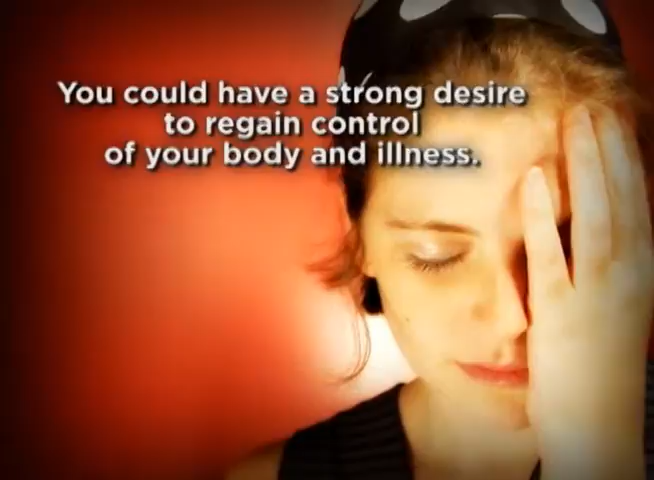 You could have a strong desire
to regain control
of your body and illness.